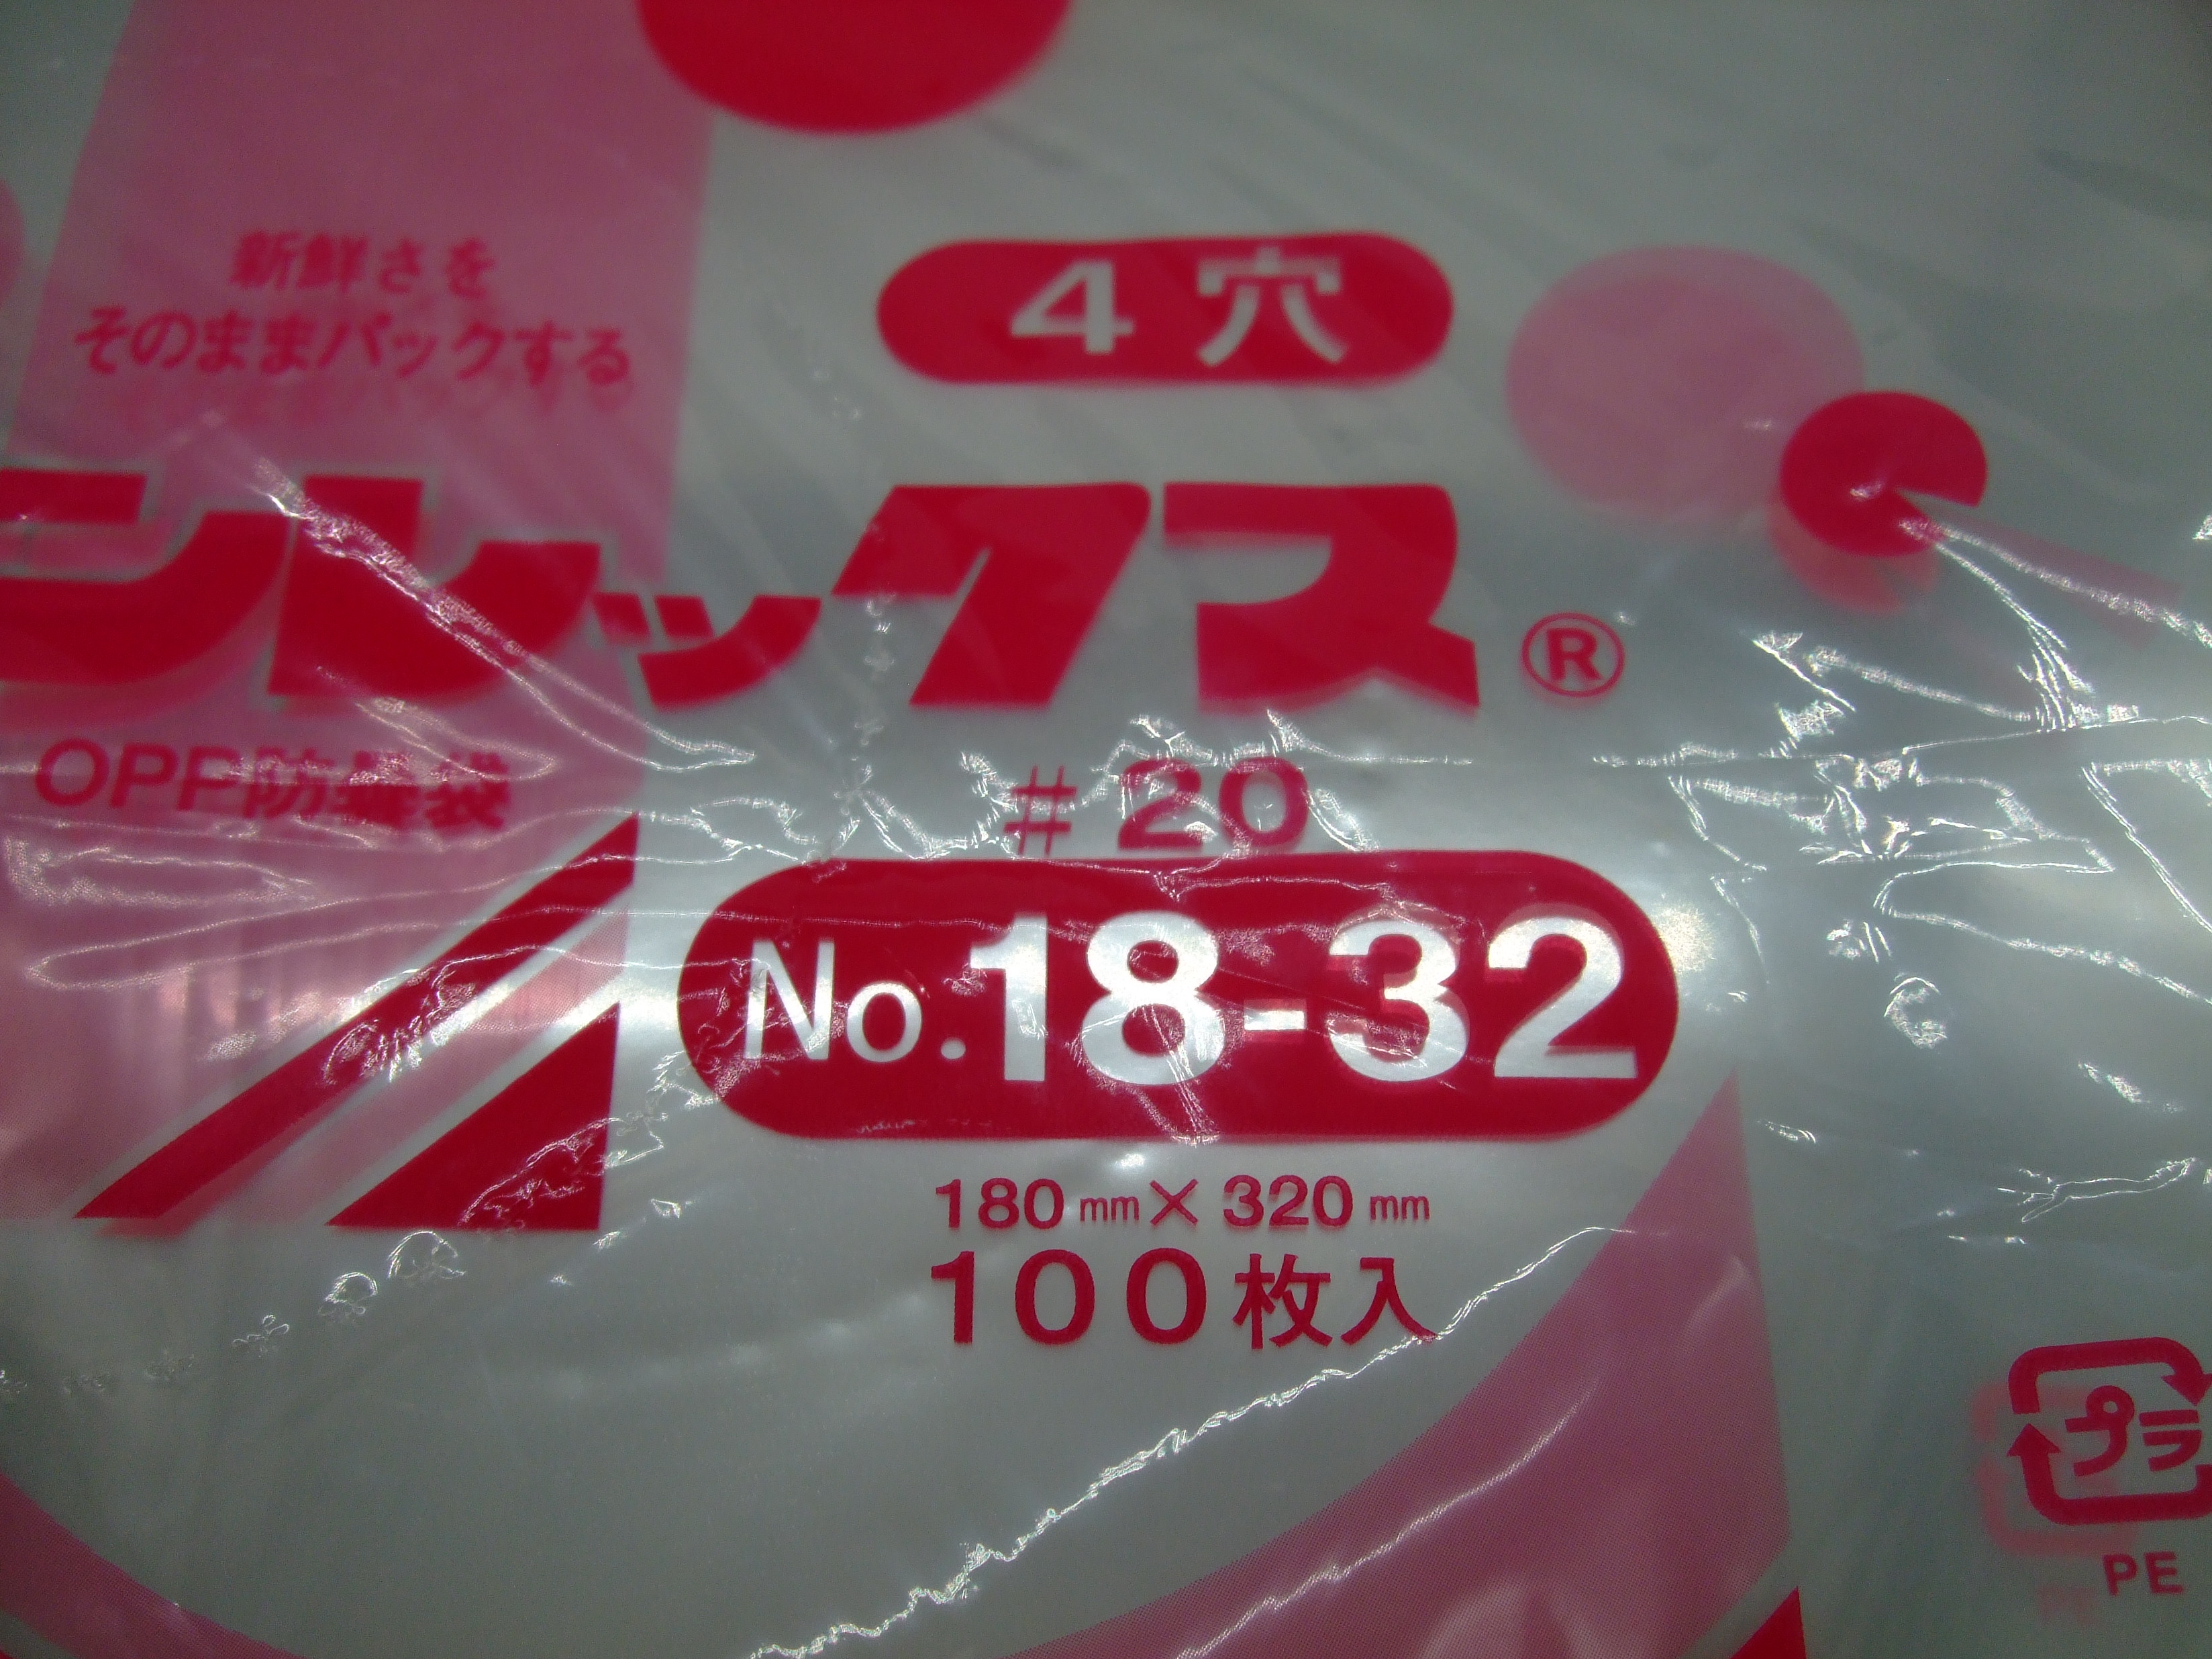 新鮮さを
そのままパックする
4穴
ンレックス®
OPP防曇袋
#20
No.18-32
180mm×320mm
100枚入
プラ
PE